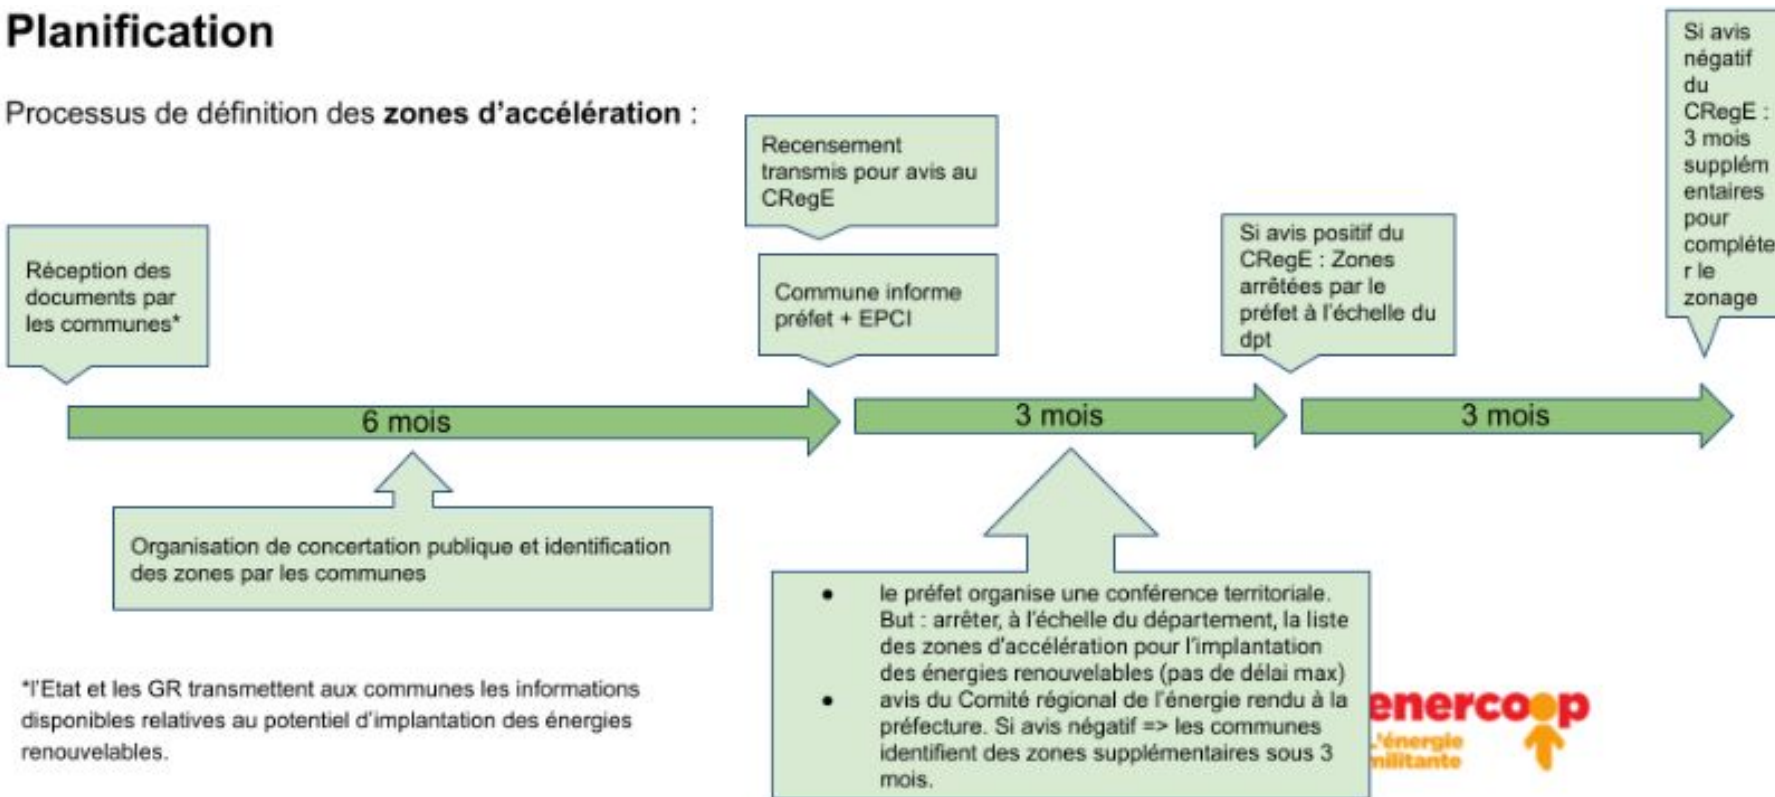 Planification
Processus de définition des zones d'accélération :
Réception des
documents par
les communes*
Recensement
transmis pour avis au
CRegE
Commune informe
préfet + EPCI
Si avis positif du
CRegE : Zones
arrêtées par le
préfet à l'échelle du
dpt
Si avis
négatif
du
CRegE :
3 mois
supplém
entaires
pour
compléte
r le
zonage
6 mois
3 mois
3 mois
Organisation de concertation publique et identification
des zones par les communes
● le préfet organise une conférence territoriale.
But : arrêter, à l'échelle du département, la liste
des zones d'accélération pour l'implantation
des énergies renouvelables (pas de délai max)
● avis du Comité régional de l'énergie rendu à la
préfecture. Si avis négatif => les communes
identifient des zones supplémentaires sous 3
mois.
*l'Etat et les GR transmettent aux communes les informations
disponibles relatives au potentiel d'implantation des énergies
renouvelables.
enercoop
L'énergie
militante